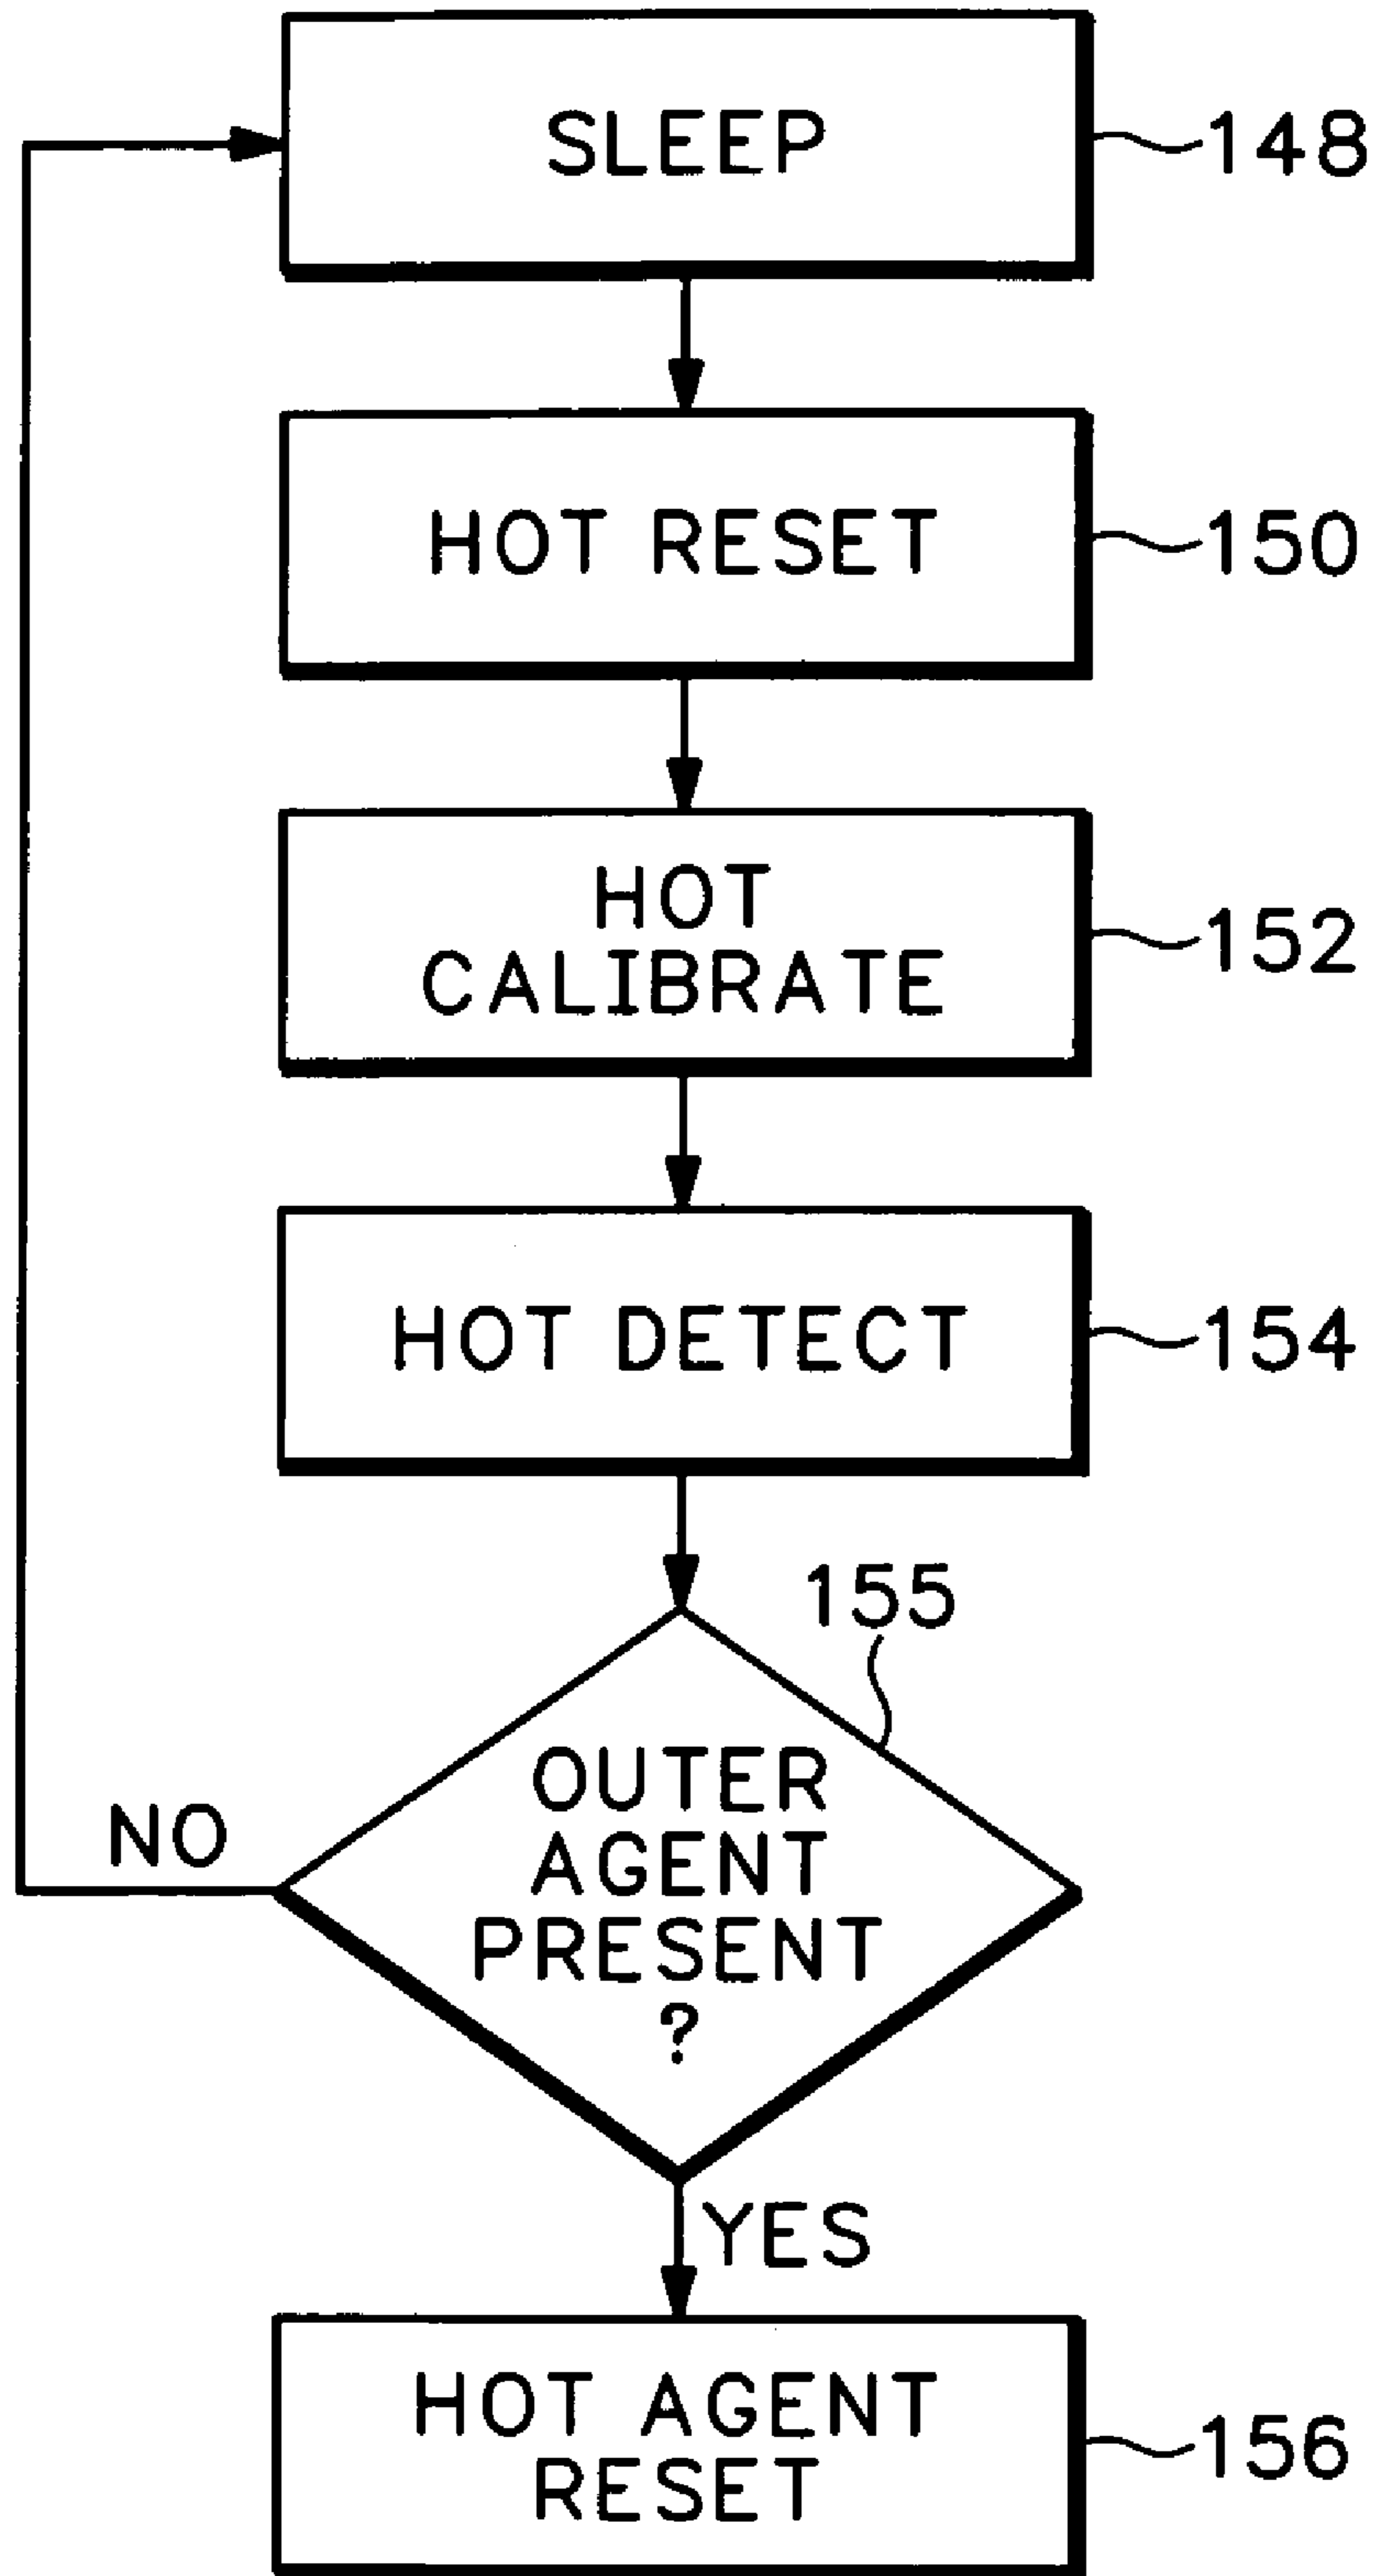 SLEEP
148
HOT RESET
150
HOT
CALIBRATE
152
HOT DETECT
154
155
OUTER
AGENT
PRESENT
?
NO
YES
HOT AGENT
RESET
156